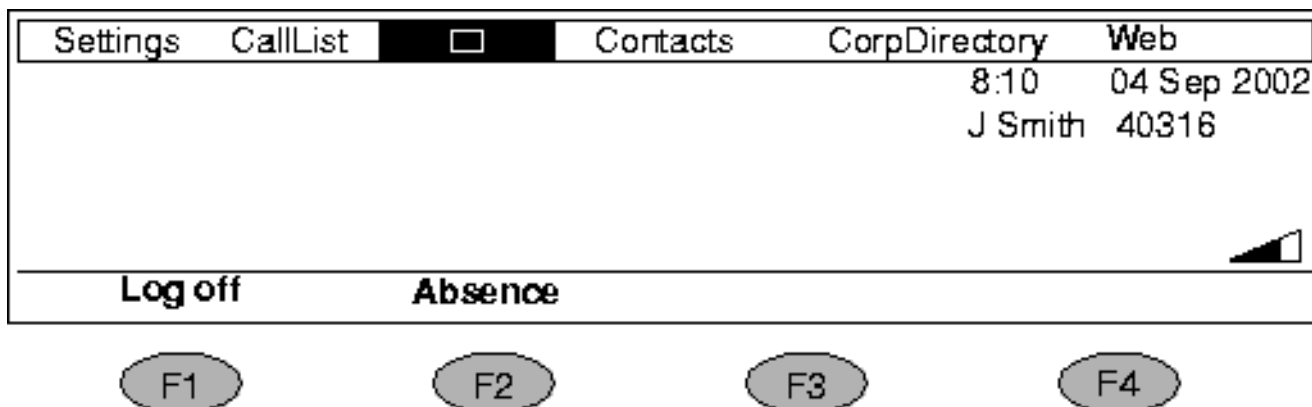 Settings CallList Contacts CorpDirectory Web
8:10 04 Sep 2002
J Smith 40316
Log off Absence
F1 F2 F3 F4